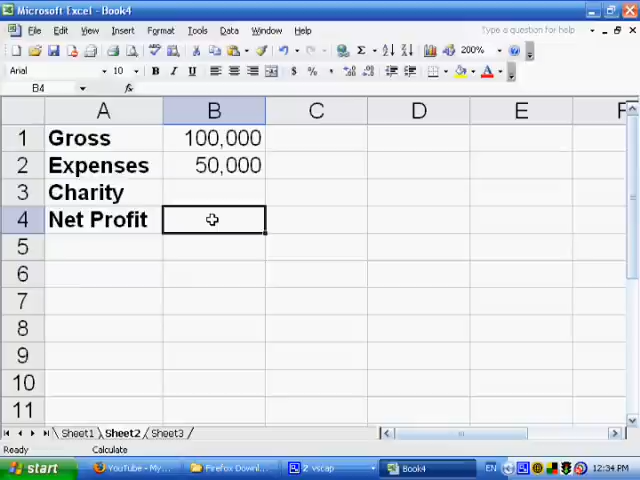 Microsoft Excel - Book4
File Edit View Insert Format Tools Data Window Help Type a question for help
200%
Arial 10 B I U $ % ,
B4 fx
A B C D E F
1 Gross 100,000
2 Expenses 50,000
3 Charity
4 Net Profit
5
6
7
8
9
10
11
Sheet1 Sheet2 Sheet3
Ready Calculate
start YouTube - My... Firefox Downl... 2 vscap Book4 EN 12:34 PM